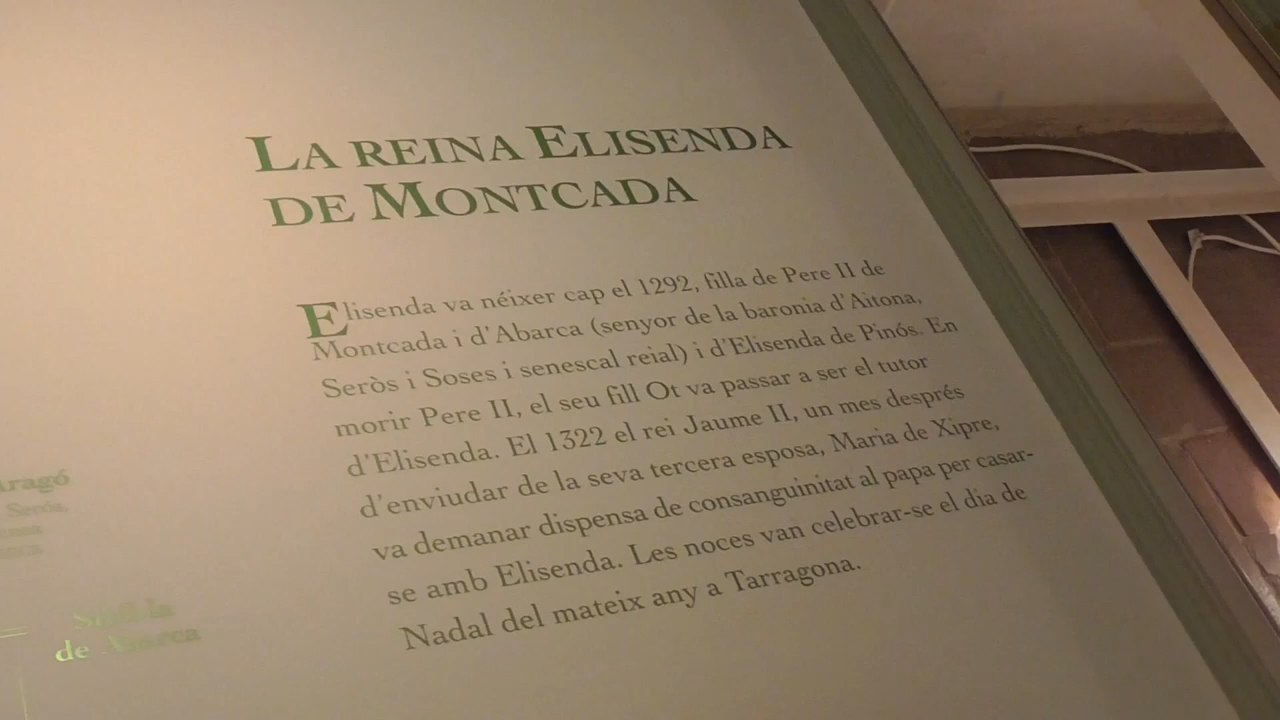 LA REINA ELISENDA
DE MONTCADA
Elisenda va néixer cap el 1292, filla de Pere II de
Montcada i d'Abarca (senyor de la baronia d'Aitona,
Seròs i Soses i senescal reial) i d'Elisenda de Pinós. En
morir Pere II, el seu fill Ot va passar a ser el tutor
d'Elisenda. El 1322 el rei Jaume II, un mes després
d'enviudar de la seva tercera esposa, Maria de Xipre,
va demanar dispensa de consanguinitat al papa per casar-
se amb Elisenda. Les noces van celebrar-se el dia de
Nadal del mateix any a Tarragona.
de Abarca